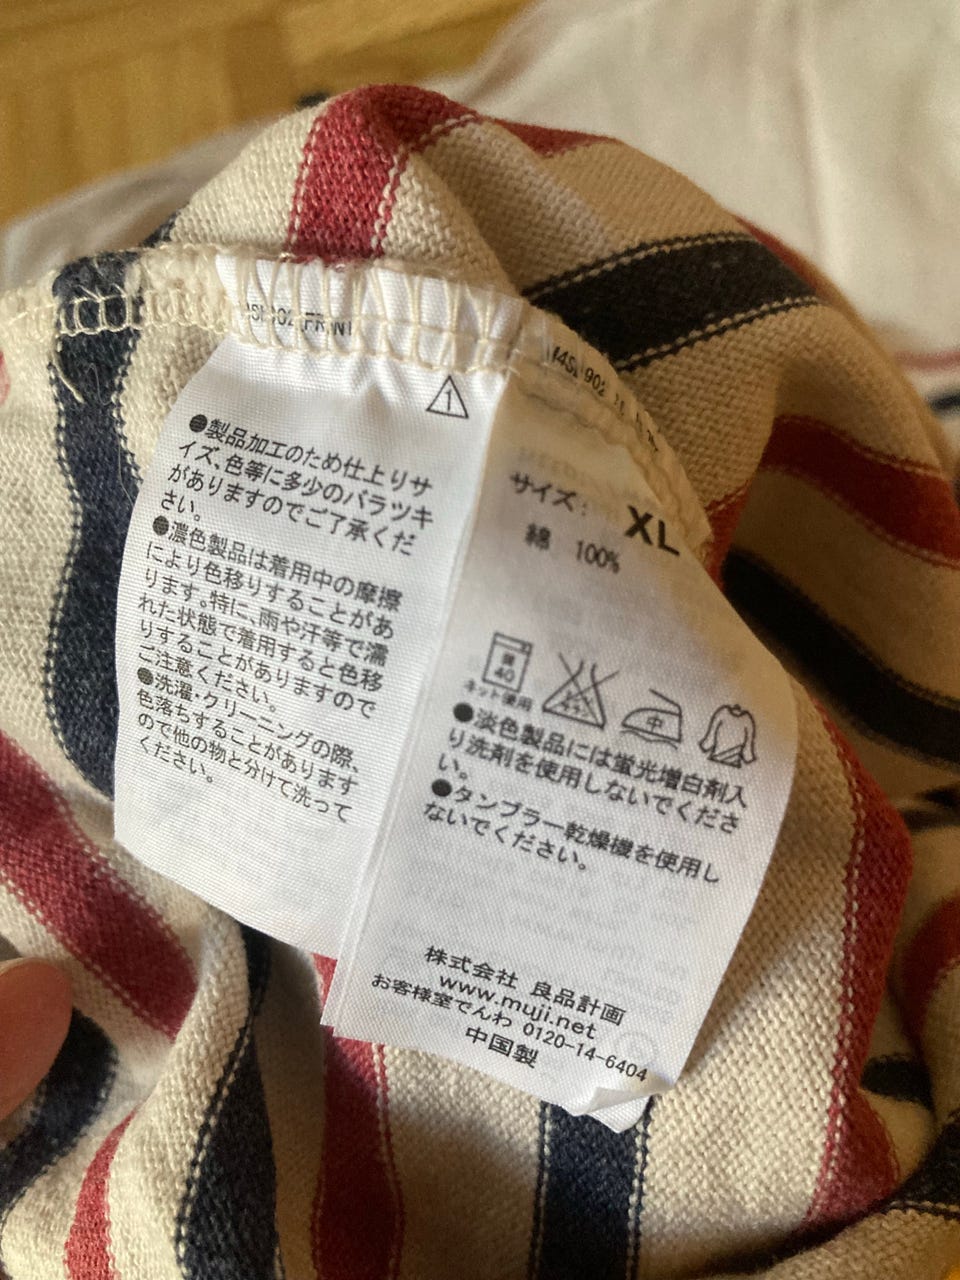 1
●製品加工のため仕上りサ
イズ、色等に多少のバラツキ
がありますのでご了承くだ
さい。
●濃色製品は着用中の摩擦
により色移りすることがあ
ります。特に、雨や汗等で濡
れた状態で着用すると色移
りすることがありますので
ご注意ください。
●洗濯・クリーニングの際、
色落ちすることがあります
ので他の物と分けて洗って
ください。
サイズ： XL
綿 100%
40
ネット使用
中
●淡色製品には蛍光増白剤入
り洗剤を使用しないでくださ
い。
●タンブラー乾燥機を使用し
ないでください。
株式会社 良品計画
www.muji.net
お客様室でんわ 0120-14-6404
中国製